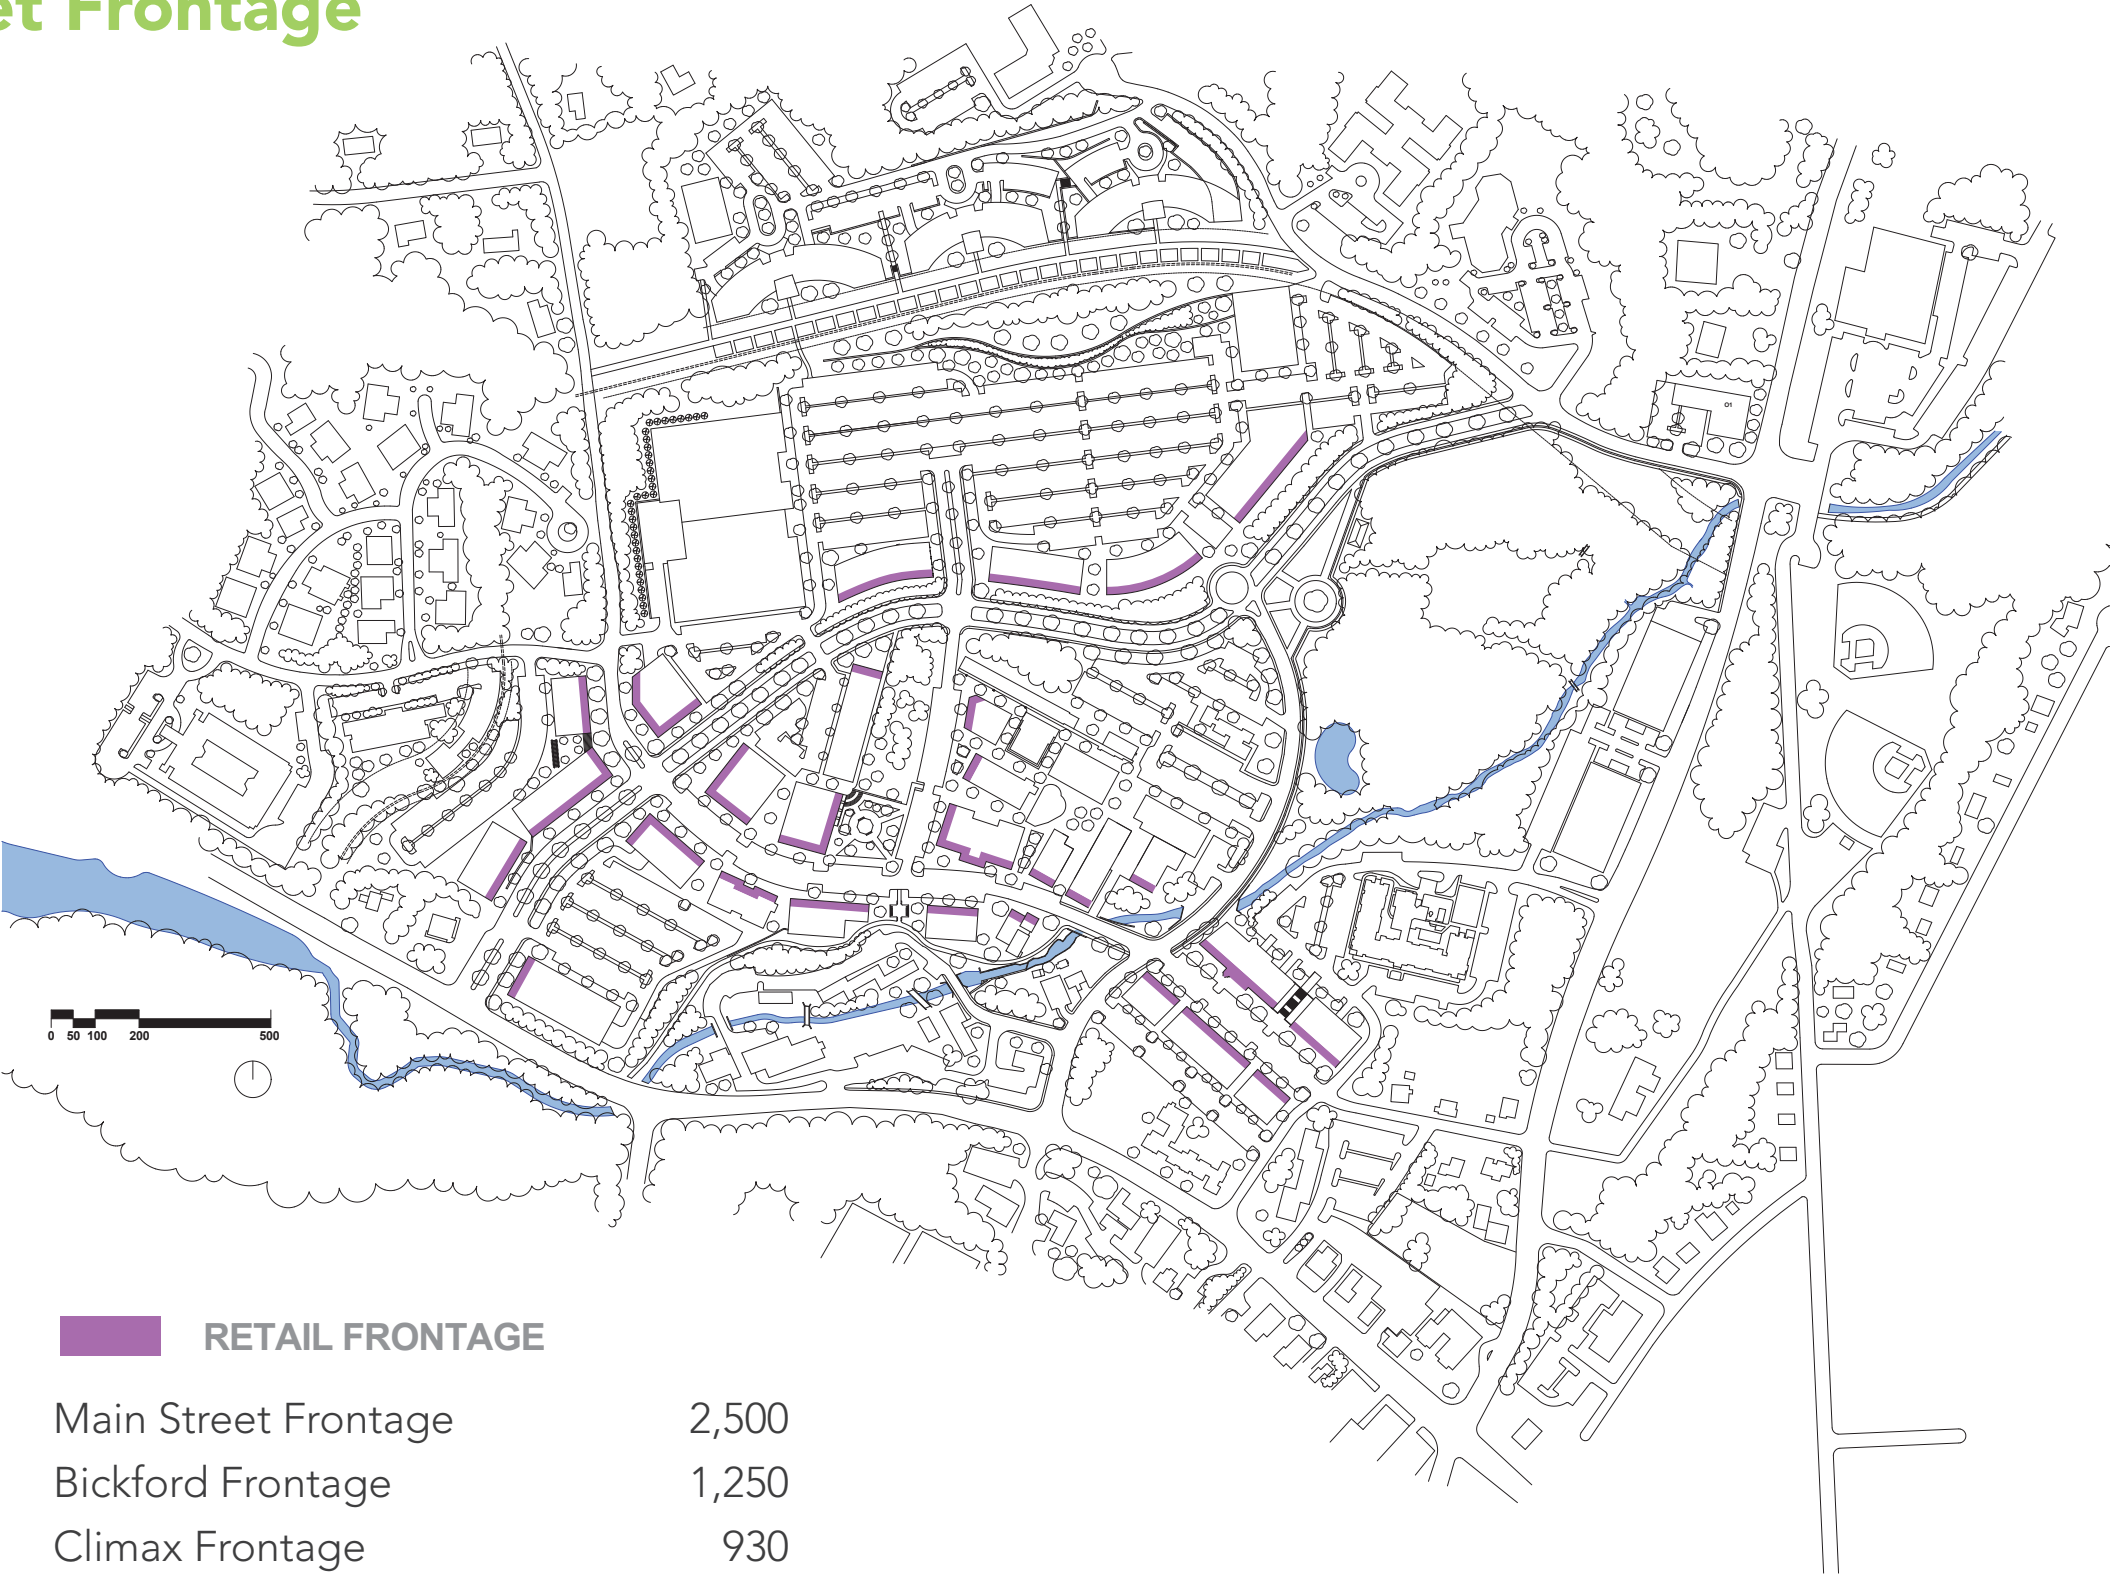 et Frontage
0 50 100 200 500
RETAIL FRONTAGE
Main Street Frontage 2,500
Bickford Frontage 1,250
Climax Frontage 930